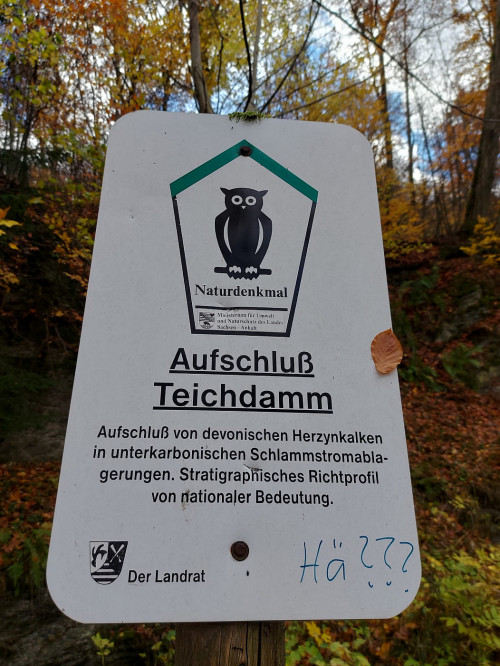 Naturdenkmal
Ministerium für Umwelt
und Naturschutz des Landes
Sachsen - Anhalt
Aufschluß
Teichdamm
Aufschluß von devonischen Herzynkalken
in unterkarbonischen Schlammstromabla-
gerungen. Stratigraphisches Richtprofil
von nationaler Bedeutung.
Der Landrat
Hä???